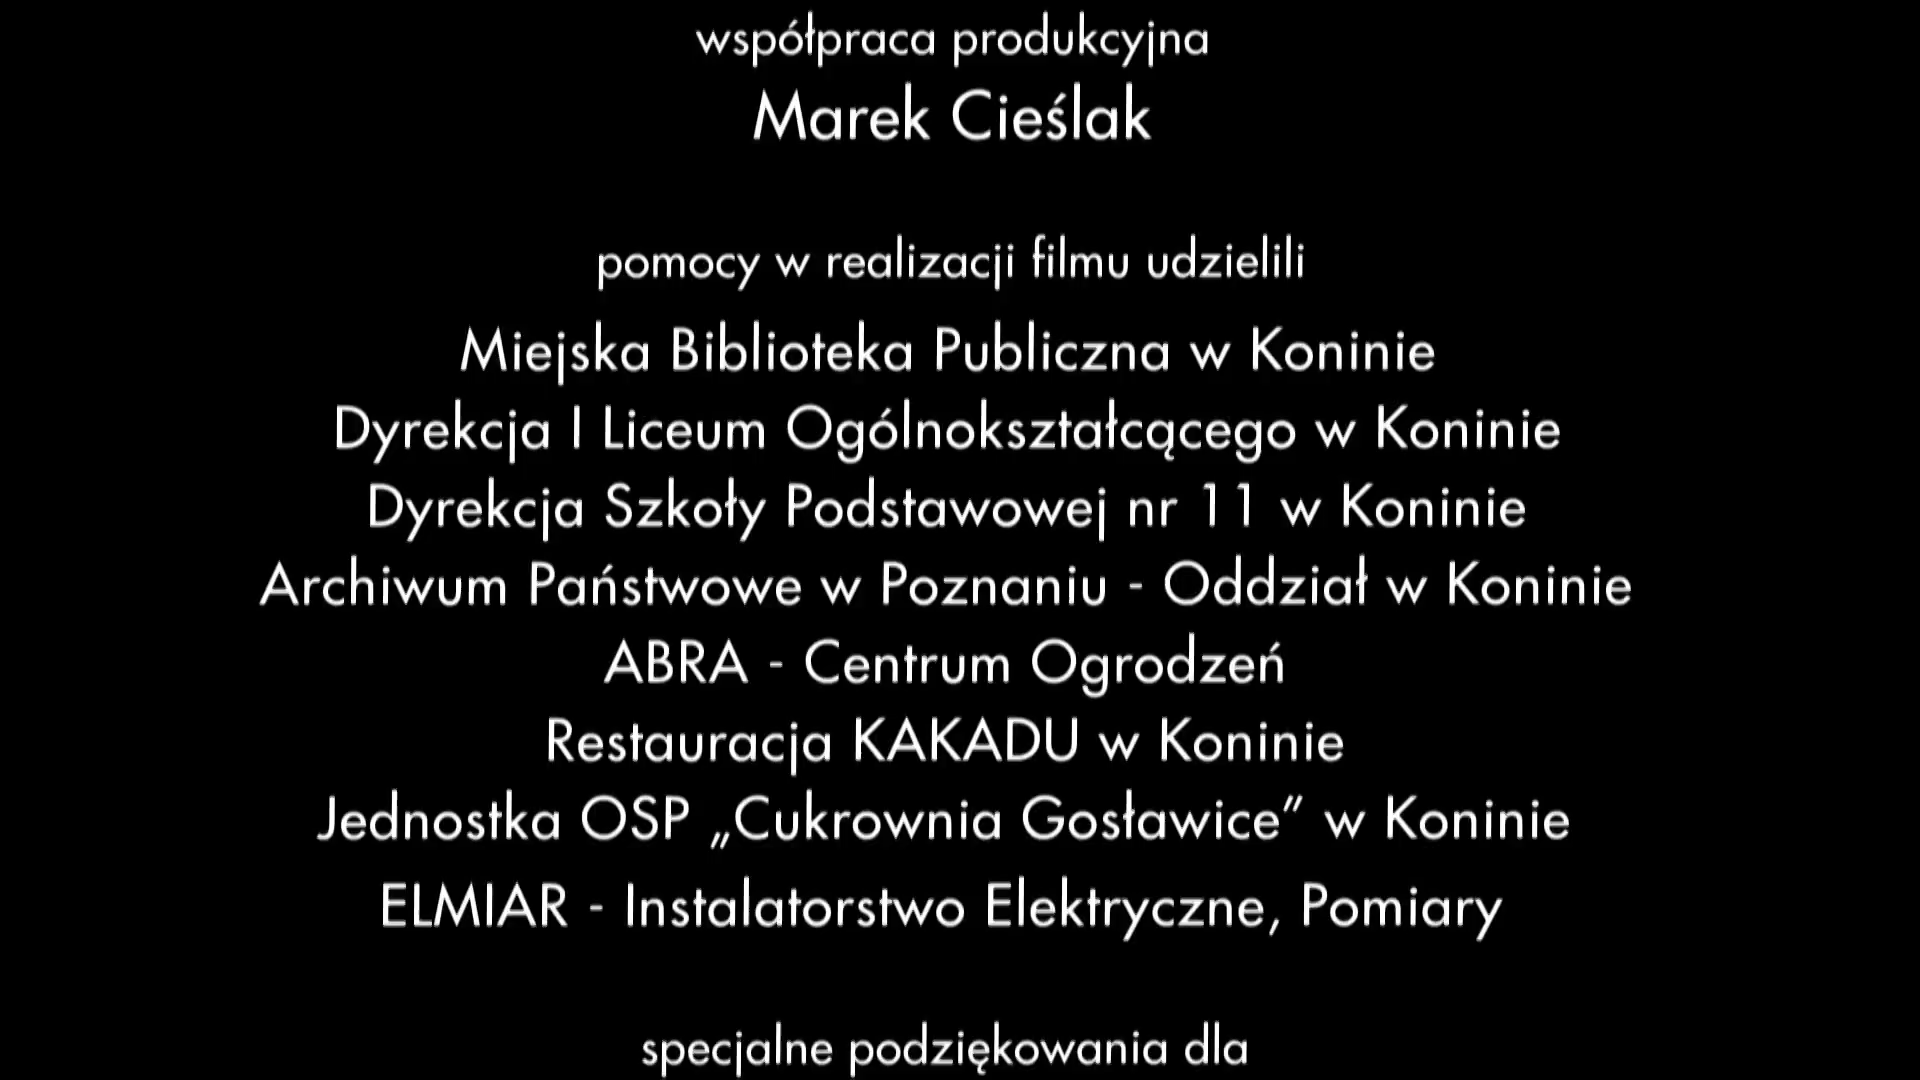 współpraca produkcyjna
Marek Cieślak
pomocy w realizacji filmu udzielili
Miejska Biblioteka Publiczna w Koninie
Dyrekcja I Liceum Ogólnokształcącego w Koninie
Dyrekcja Szkoły Podstawowej nr 11 w Koninie
Archiwum Państwowe w Poznaniu - Oddział w Koninie
ABRA - Centrum Ogrodzeń
Restauracja KAKADU w Koninie
Jednostka OSP „Cukrownia Gosławice” w Koninie
ELMIAR - Instalatorstwo Elektryczne, Pomiary
specjalne podziękowania dla